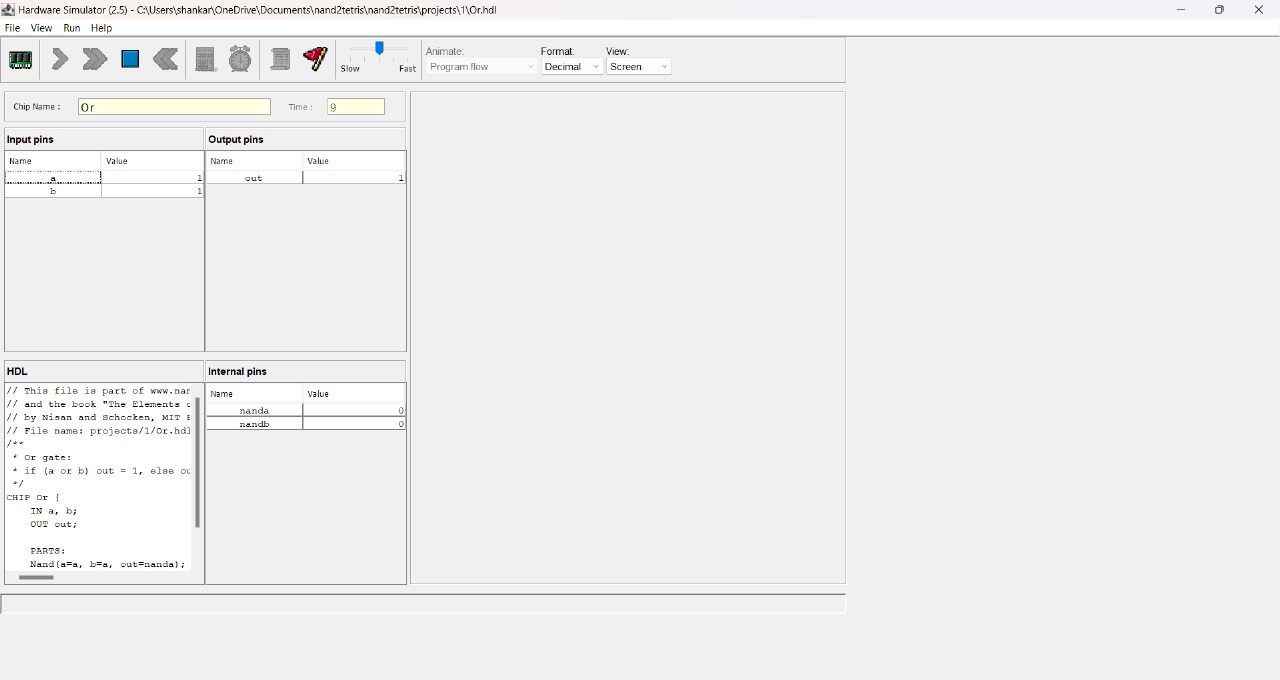 Hardware Simulator (2.5) - C:\Users\shankar\OneDrive\Documents\nand2tetris\nand2tetris\projects\1\Or.hdl
File View Run Help
Slow Fast
Animate:
Program flow
Format:
Decimal
View:
Screen
Chip Name : Or Time : 9
Input pins
Name Value
a 1
b 1
Output pins
Name Value
out 1
HDL
// This file is part of www.nan
// and the book "The Elements
// by Nisan and Schocken, MIT
// File name: projects/1/Or.hdl
/**
* Or gate:
* if (a or b) out = 1, else ou
*/
CHIP Or {
IN a, b;
OUT out;
PARTS:
Nand(a=a, b=a, out=nanda);
Internal pins
Name Value
nanda 0
nandb 0